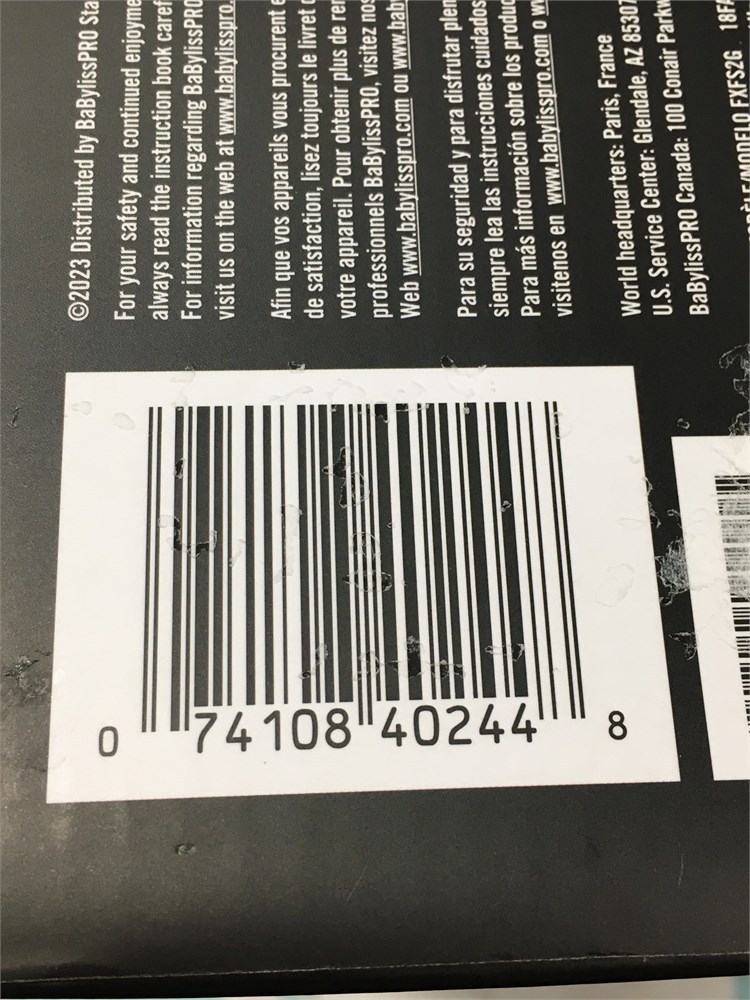 ©2023 Distributed by BaBylissPRO
For your safety and continued
always read the instruction book
For information regarding BaBylissPRO
visit us on the web at www.babylisspro.
Afin que vos appareils vous procurent
de satisfaction, lisez toujours le livret
votre appareil. Pour obtenir plus de
professionnels BaBylissPRO, visitez
Web www.babylisspro.com ou
Para su seguridad y para disfrutar
siempre lea las instrucciones
Para más información sobre los
visítenos en www.babylisspro.com o
World headquarters: Paris, France
U.S. Service Center: Glendale, AZ 85307
BaBylissPRO Canada: 100 Conair
FXFS2G
0 74108 40244 8